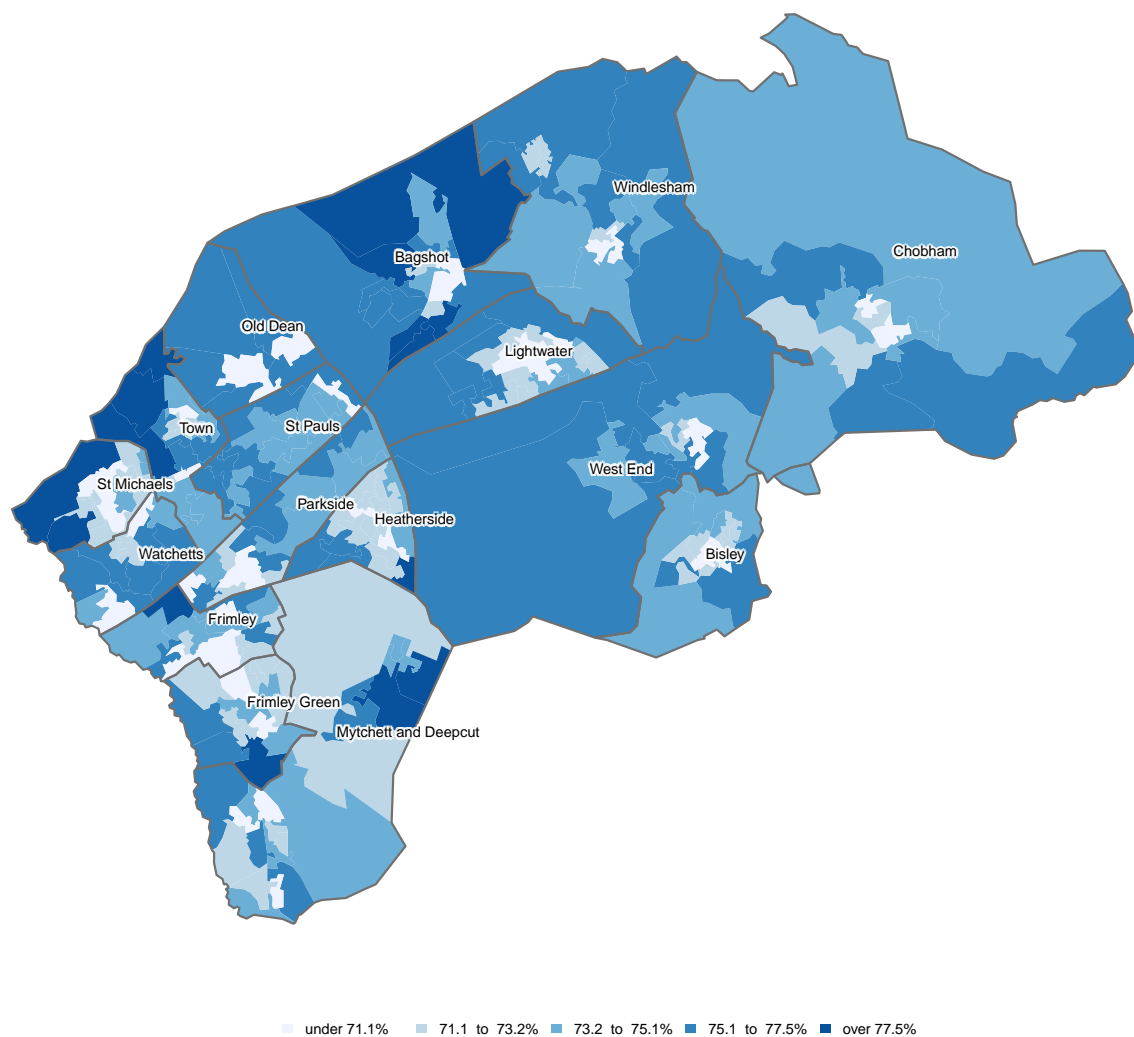 Windlesham
Chobham
Bagshot
Old Dean
Lightwater
Town
St Pauls
West End
St Michaels
Parkside
Heatherside
Watchetts
Bisley
Frimley
Frimley Green
Mytchett and Deepcut
under 71.1% 71.1 to 73.2% 73.2 to 75.1% 75.1 to 77.5% over 77.5%